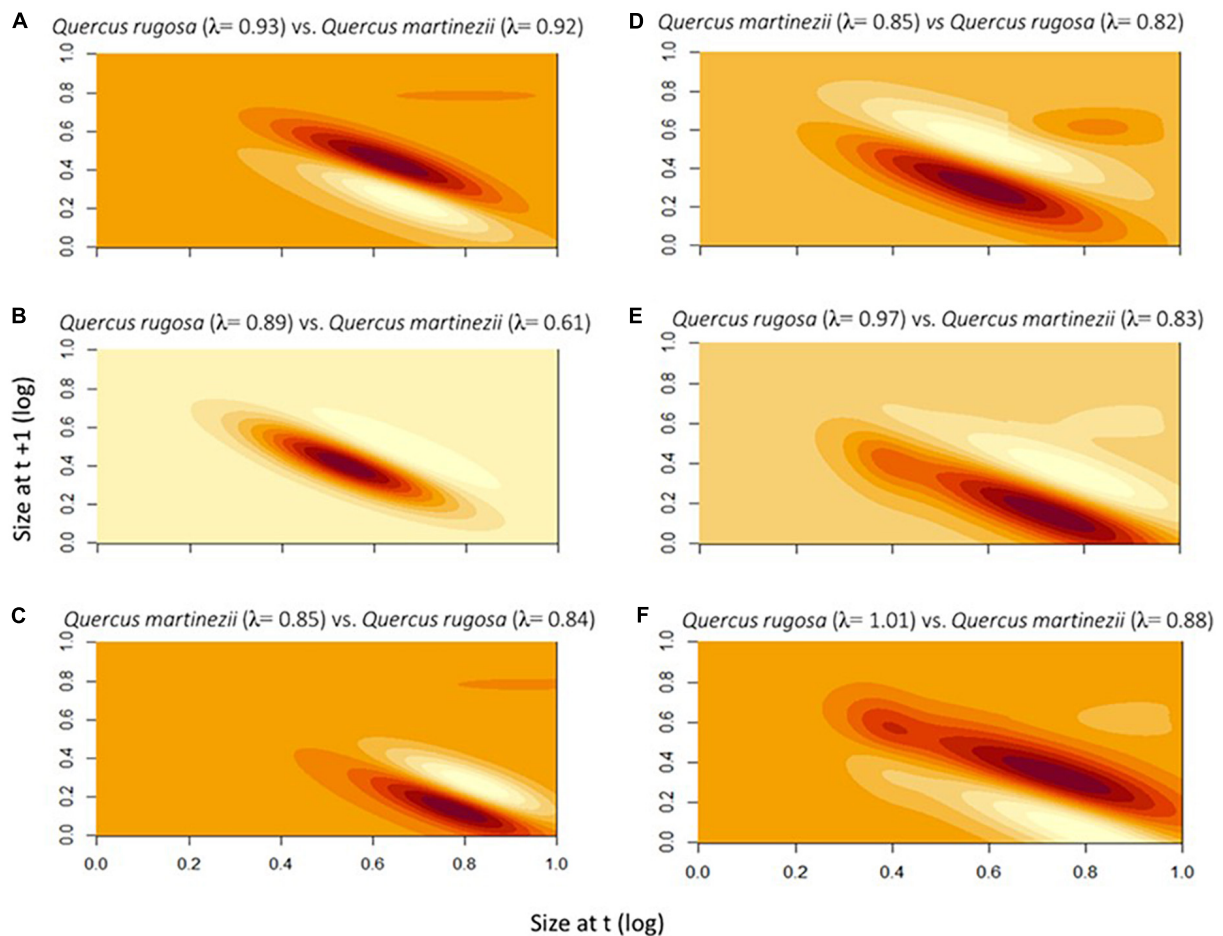 A
Quercus rugosa (λ= 0.93) vs. Quercus martinezii (λ= 0.92)
1.0
0.8
0.6
0.4
0.2
0.0
D
Quercus martinezii (λ= 0.85) vs Quercus rugosa (λ= 0.82)
1.0
0.8
0.6
0.4
0.2
0.0
B
Quercus rugosa (λ= 0.89) vs. Quercus martinezii (λ= 0.61)
1.0
0.8
0.6
0.4
0.2
0.0
E
Quercus rugosa (λ= 0.97) vs. Quercus martinezii (λ= 0.83)
1.0
0.8
0.6
0.4
0.2
0.0
Size at t +1 (log)
C
Quercus martinezii (λ= 0.85) vs. Quercus rugosa (λ= 0.84)
1.0
0.8
0.6
0.4
0.2
0.0
0.0 0.2 0.4 0.6 0.8 1.0
F
Quercus rugosa (λ= 1.01) vs. Quercus martinezii (λ= 0.88)
1.0
0.8
0.6
0.4
0.2
0.0
0.0 0.2 0.4 0.6 0.8 1.0
Size at t (log)